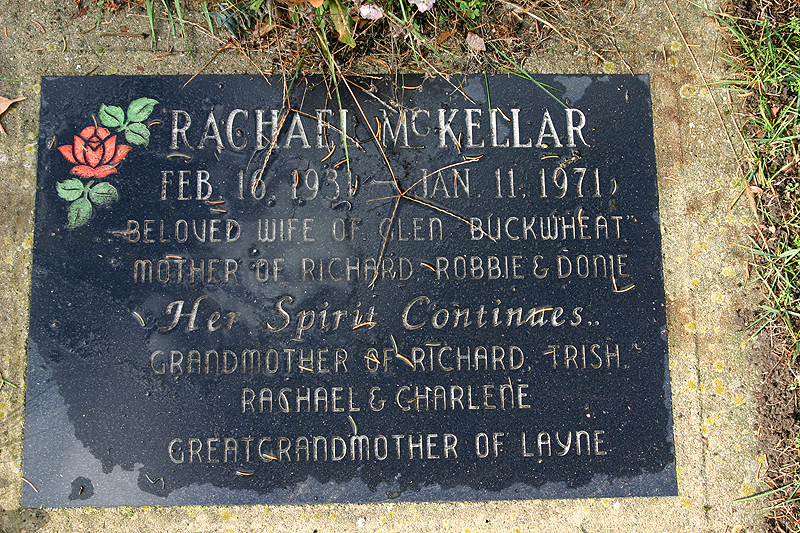 RACHAEL McKELLAR
FEB. 16, 1931 — JAN. 11, 1971
BELOVED WIFE OF GLEN "BUCKWHEAT"
MOTHER OF RICHARD, ROBBIE & DONIE
Her Spirit Continues..
GRANDMOTHER OF RICHARD, TRISH,
RACHAEL & CHARLENE
GREATGRANDMOTHER OF LAYNE